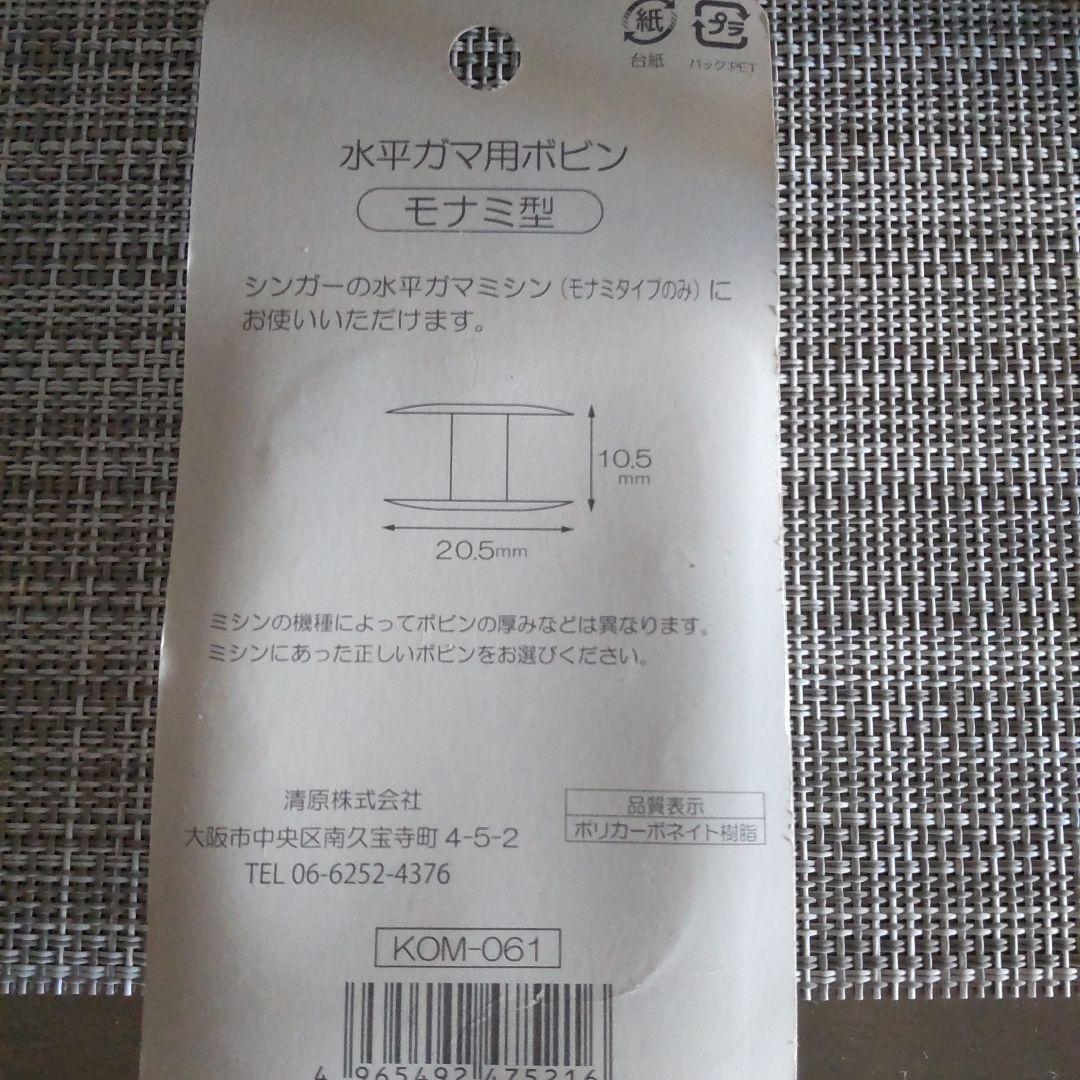 紙
プラ
台紙
パック:PET
水平ガマ用ボビン
モナミ型
シンガーの水平ガマミシン(モナミタイプのみ)に
お使いいただけます。
10.5
mm
20.5mm
ミシンの機種によってボビンの厚みなどは異なります。
ミシンにあった正しいボビンをお選びください。
清原株式会社
大阪市中央区南久宝寺町 4-5-2
TEL 06-6252-4376
品質表示
ポリカーボネイト樹脂
KOM-061
4 965492 475216